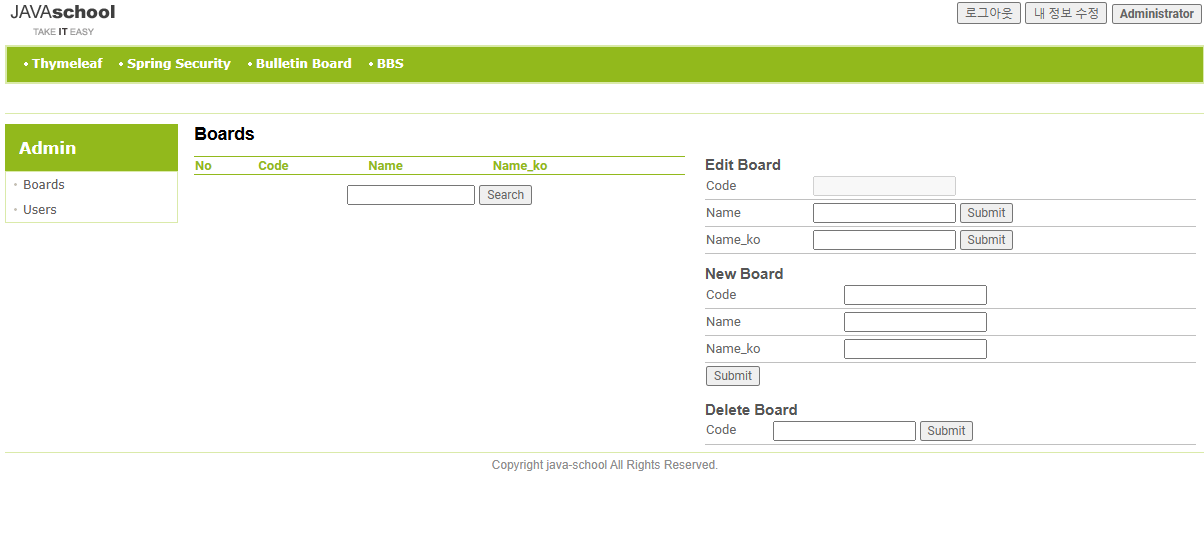 JAVAschool
TAKE IT EASY
로그아웃 내 정보 수정 Administrator
Thymeleaf Spring Security Bulletin Board BBS
Admin
Boards
Users
Boards
No Code Name Name_ko
Search
Edit Board
Code
Name Submit
Name_ko Submit
New Board
Code
Name
Name_ko
Submit
Delete Board
Code Submit
Copyright java-school All Rights Reserved.